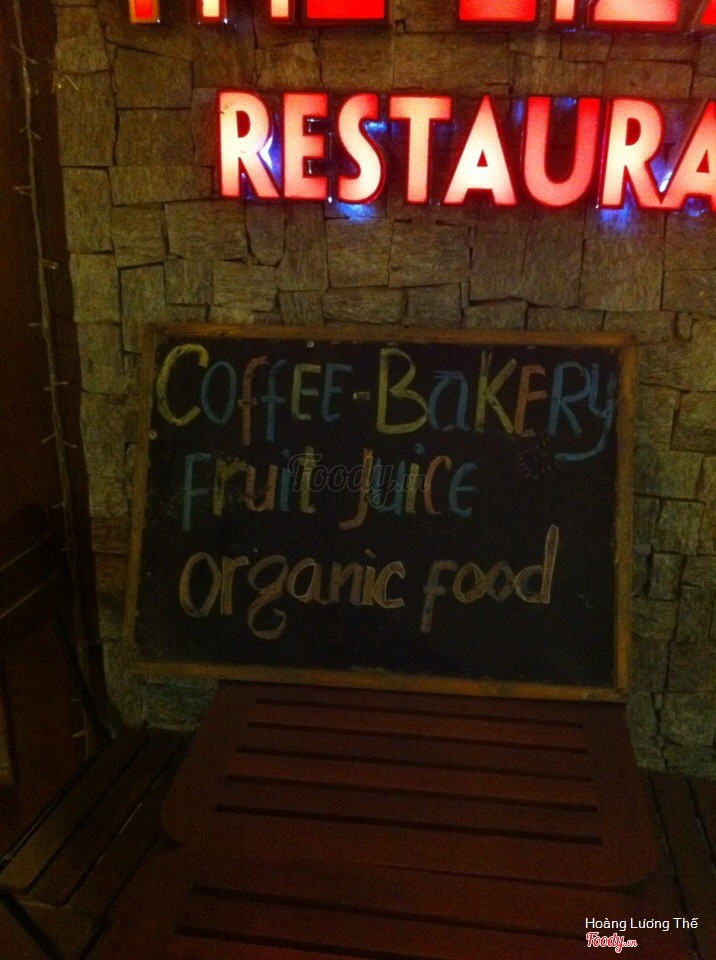 RESTAURA
Coffee-Bakery
fruit Juice
Foody.vn
organic food
Hoàng Lương Thế
Foody.vn